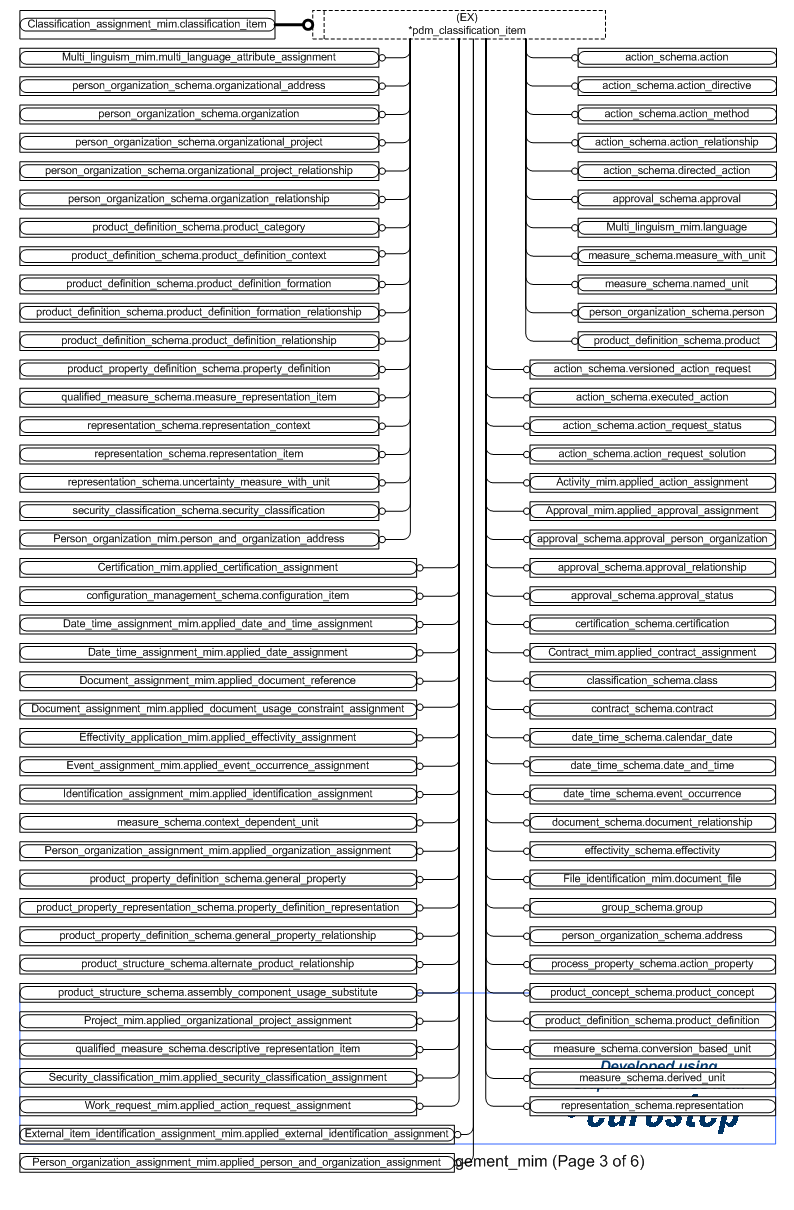 Classification_assignment_mim.classification_item
(EX)
*pdm_classification_item
Multi_linguism_mim.multi_language_attribute_assignment
person_organization_schema.organizational_address
person_organization_schema.organization
person_organization_schema.organizational_project
person_organization_schema.organizational_project_relationship
person_organization_schema.organization_relationship
product_definition_schema.product_category
product_definition_schema.product_definition_context
product_definition_schema.product_definition_formation
product_definition_schema.product_definition_formation_relationship
product_definition_schema.product_definition_relationship
product_property_definition_schema.property_definition
qualified_measure_schema.measure_representation_item
representation_schema.representation_context
representation_schema.representation_item
representation_schema.uncertainty_measure_with_unit
security_classification_schema.security_classification
Person_organization_mim.person_and_organization_address
Certification_mim.applied_certification_assignment
configuration_management_schema.configuration_item
Date_time_assignment_mim.applied_date_and_time_assignment
Date_time_assignment_mim.applied_date_assignment
Document_assignment_mim.applied_document_reference
Document_assignment_mim.applied_document_usage_constraint_assignment
Effectivity_application_mim.applied_effectivity_assignment
Event_assignment_mim.applied_event_occurrence_assignment
Identification_assignment_mim.applied_identification_assignment
measure_schema.context_dependent_unit
Person_organization_assignment_mim.applied_organization_assignment
product_property_definition_schema.general_property
product_property_representation_schema.property_definition_representation
product_property_definition_schema.general_property_relationship
product_structure_schema.alternate_product_relationship
product_structure_schema.assembly_component_usage_substitute
Project_mim.applied_organizational_project_assignment
qualified_measure_schema.descriptive_representation_item
Security_classification_mim.applied_security_classification_assignment
Work_request_mim.applied_action_request_assignment
External_item_identification_assignment_mim.applied_external_identification_assignment
Person_organization_assignment_mim.applied_person_and_organization_assignment
action_schema.action
action_schema.action_directive
action_schema.action_method
action_schema.action_relationship
action_schema.directed_action
approval_schema.approval
Multi_linguism_mim.language
measure_schema.measure_with_unit
measure_schema.named_unit
person_organization_schema.person
product_definition_schema.product
action_schema.versioned_action_request
action_schema.executed_action
action_schema.action_request_status
action_schema.action_request_solution
Activity_mim.applied_action_assignment
Approval_mim.applied_approval_assignment
approval_schema.approval_person_organization
approval_schema.approval_relationship
approval_schema.approval_status
certification_schema.certification
Contract_mim.applied_contract_assignment
classification_schema.class
contract_schema.contract
date_time_schema.calendar_date
date_time_schema.date_and_time
date_time_schema.event_occurrence
document_schema.document_relationship
effectivity_schema.effectivity
File_identification_mim.document_file
group_schema.group
person_organization_schema.address
process_property_schema.action_property
product_concept_schema.product_concept
product_definition_schema.product_definition
measure_schema.conversion_based_unit
Developed using
measure_schema.derived_unit
representation_schema.representation
eurostep
gement_mim (Page 3 of 6)